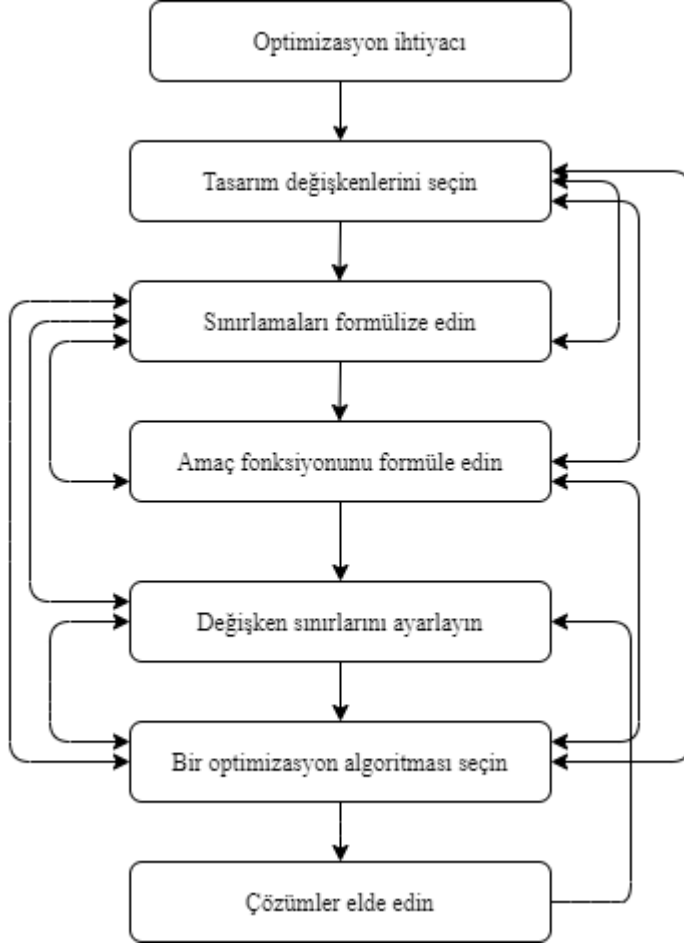 Optimizasyon ihtiyacı
Tasarım değişkenlerini seçin
Sınırlamaları formülize edin
Amaç fonksiyonunu formüle edin
Değişken sınırlarını ayarlayın
Bir optimizasyon algoritması seçin
Çözümler elde edin